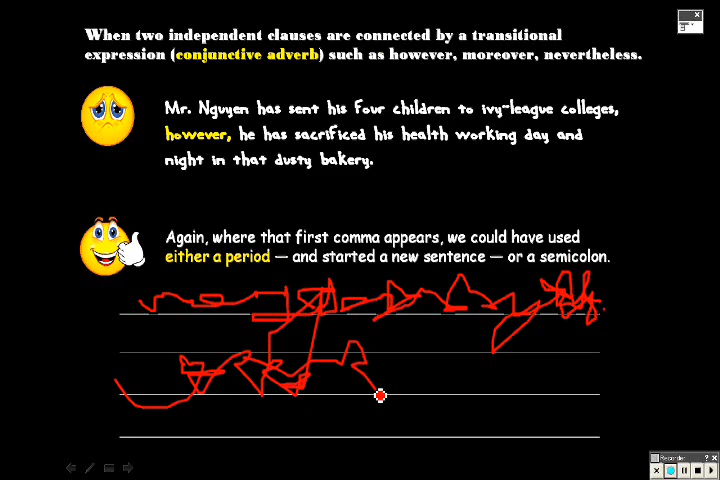 When two independent clauses are connected by a transitional
expression (conjunctive adverb) such as however, moreover, nevertheless.
Mr. Nguyen has sent his four children to ivy-league colleges,
however, he has sacrificed his health working day and
night in that dusty bakery.
Again, where that first comma appears, we could have used
either a period — and started a new sentence — or a semicolon.
Recorder